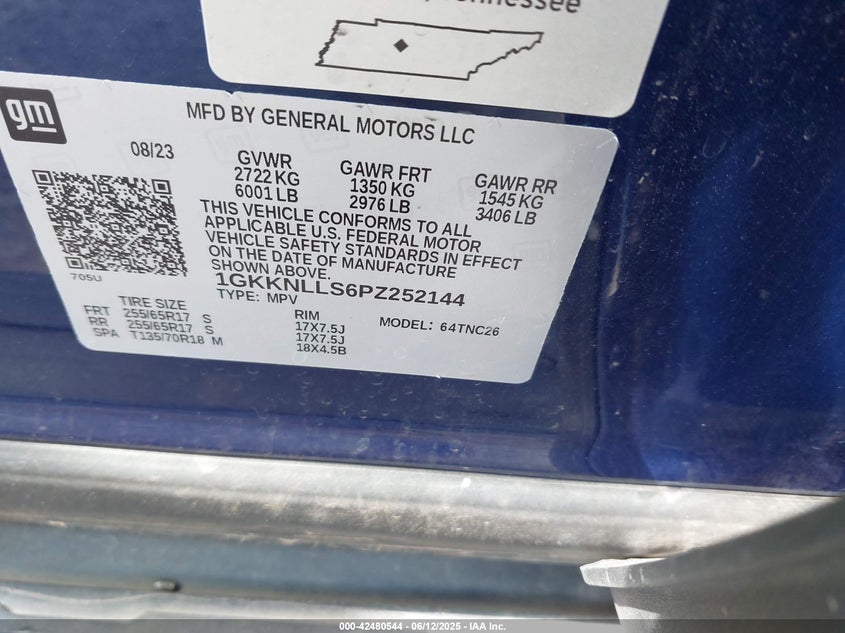 gm
MFD BY GENERAL MOTORS LLC
08/23
GVWR
2722 KG
6001 LB
GAWR FRT
1350 KG
2976 LB
GAWR RR
1545 KG
3406 LB
THIS VEHICLE CONFORMS TO ALL
APPLICABLE U.S. FEDERAL MOTOR
VEHICLE SAFETY STANDARDS IN EFFECT
ON THE DATE OF MANUFACTURE
SHOWN ABOVE.
705U
1GKKNLLS6PZ252144
TYPE: MPV
TIRE SIZE
RIM
MODEL: 64TNC26
FRT 255/65R17 S 17X7.5J
RR 255/65R17 S 17X7.5J
SPA T135/70R18 M 18X4.5B
000-42480544 - 06/12/2025 - IAA Inc.